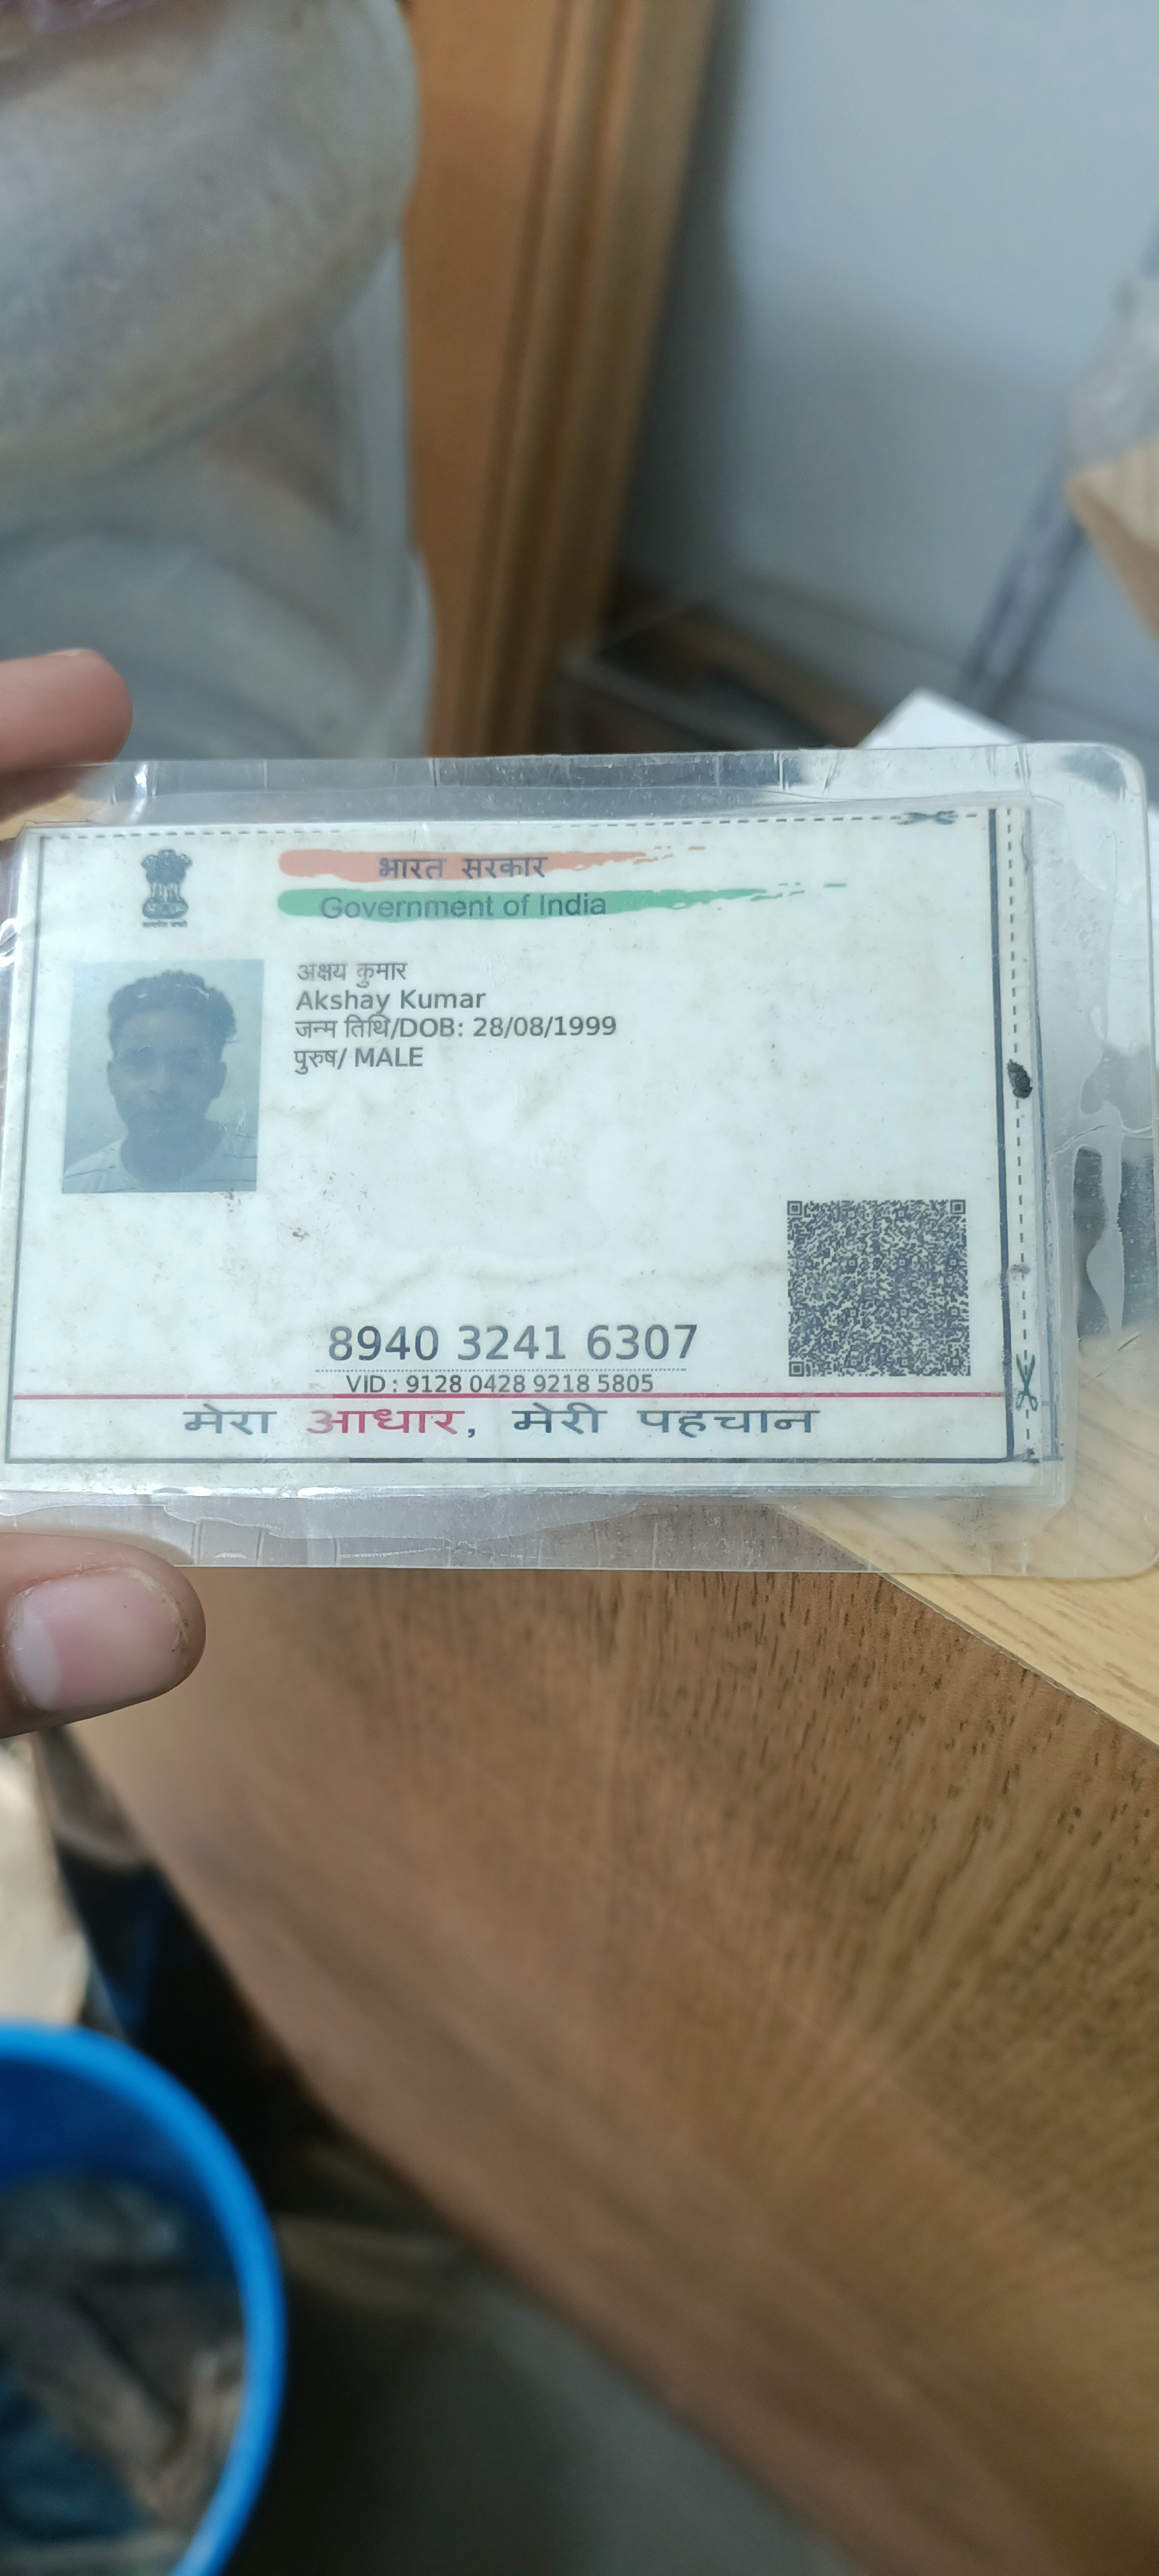 भारत सरकार
Government of India
अक्षय कुमार
Akshay Kumar
जन्म तिथि/DOB: 28/08/1999
पुरुष/ MALE
8940 3241 6307
VID : 9128 0428 9218 5805
मेरा आधार, मेरी पहचान